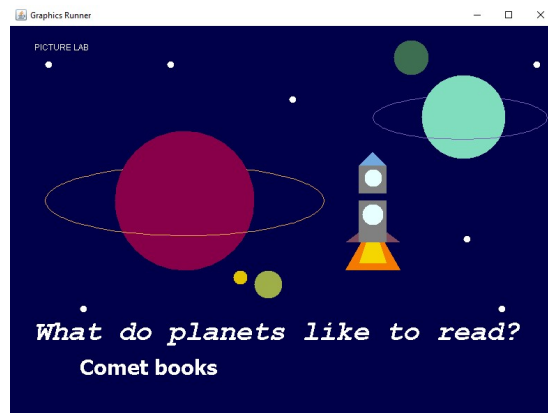 Graphics Runner
PICTURE LAB
What do planets like to read?
Comet books